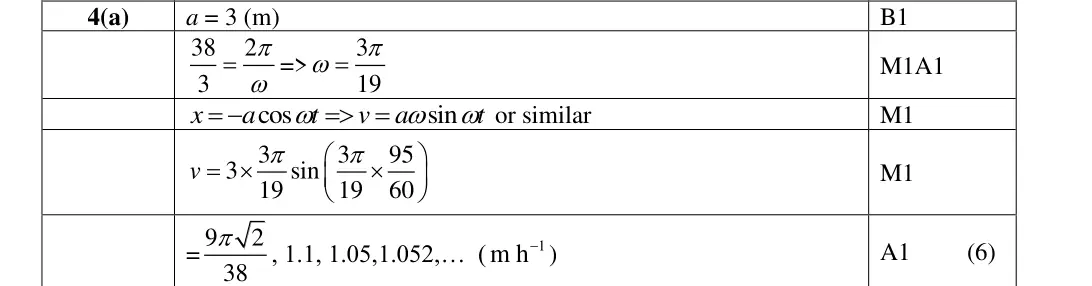 4(a) a = 3 (m) B1
38/3 = 2π/ω => ω = 3π/19 M1A1
x = −a cos ωt => v = aω sin ωt or similar M1
v = 3 × 3π/19 sin(3π/19 × 95/60) M1
= 9π√2/38 , 1.1, 1.05,1.052,… ( m h⁻¹ ) A1 (6)